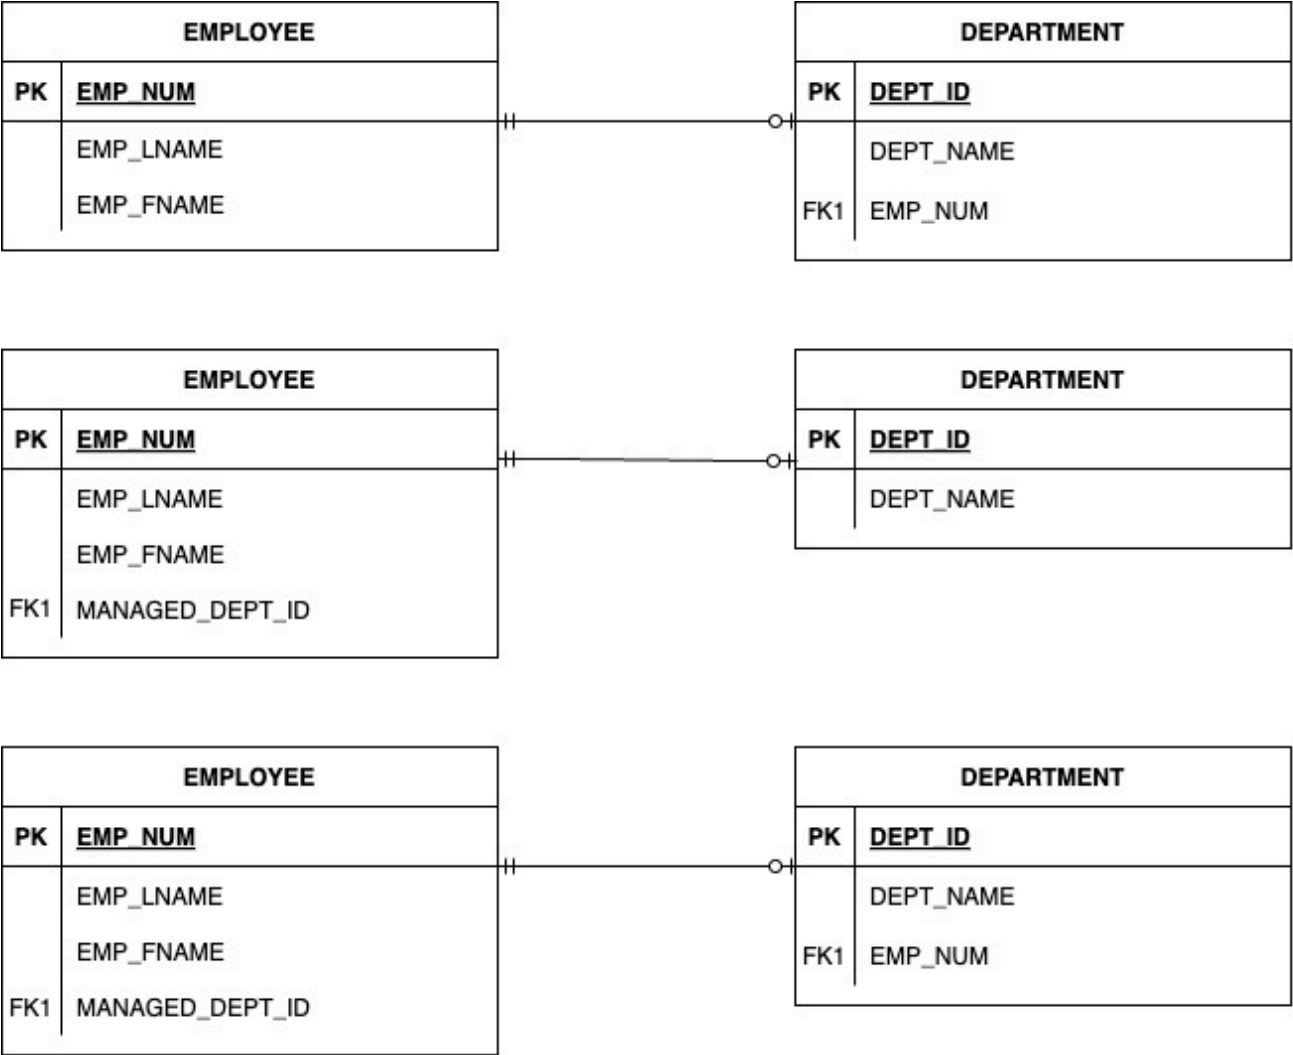 EMPLOYEE
PK EMP_NUM
EMP_LNAME
EMP_FNAME
DEPARTMENT
PK DEPT_ID
DEPT_NAME
FK1 EMP_NUM
EMPLOYEE
PK EMP_NUM
EMP_LNAME
EMP_FNAME
FK1 MANAGED_DEPT_ID
DEPARTMENT
PK DEPT_ID
DEPT_NAME
EMPLOYEE
PK EMP_NUM
EMP_LNAME
EMP_FNAME
FK1 MANAGED_DEPT_ID
DEPARTMENT
PK DEPT_ID
DEPT_NAME
FK1 EMP_NUM